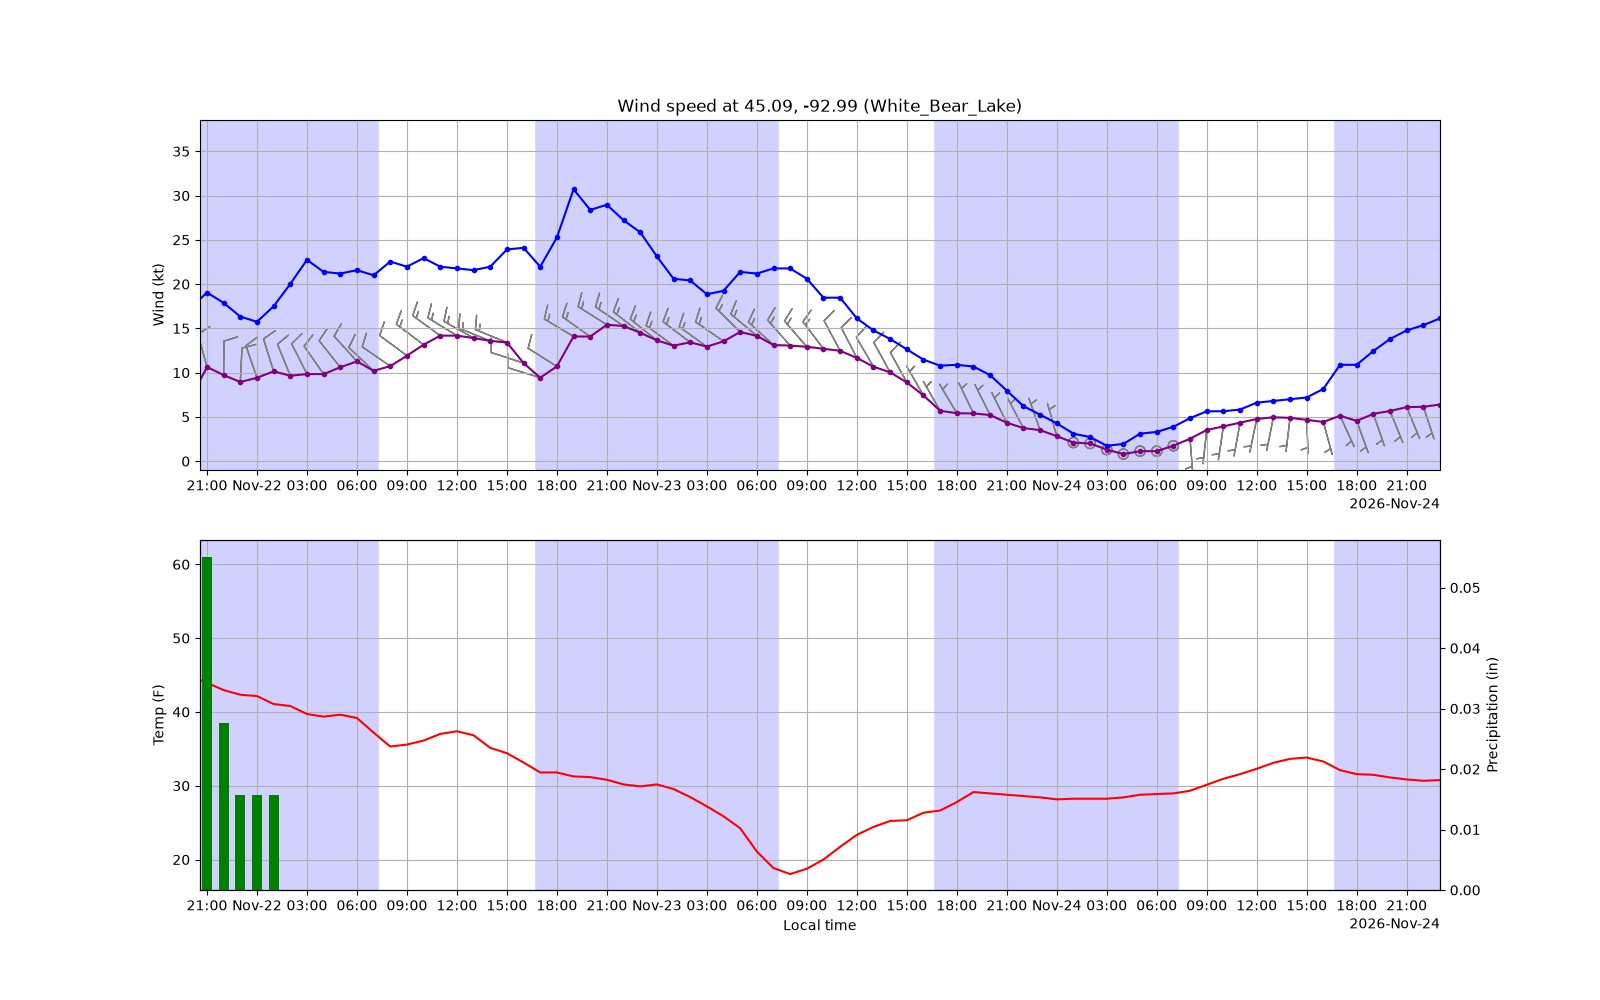 Wind speed at 45.09, -92.99 (White_Bear_Lake)
35
30
25
20
15
10
5
0
Wind (kt)
21:00 Nov-22 03:00 06:00 09:00 12:00 15:00 18:00 21:00 Nov-23 03:00 06:00 09:00 12:00 15:00 18:00 21:00 Nov-24 03:00 06:00 09:00 12:00 15:00 18:00 21:00
2026-Nov-24
60
50
40
30
20
Temp (F)
0.05
0.04
0.03
0.02
0.01
0.00
Precipitation (in)
21:00 Nov-22 03:00 06:00 09:00 12:00 15:00 18:00 21:00 Nov-23 03:00 06:00 09:00 12:00 15:00 18:00 21:00 Nov-24 03:00 06:00 09:00 12:00 15:00 18:00 21:00
Local time
2026-Nov-24